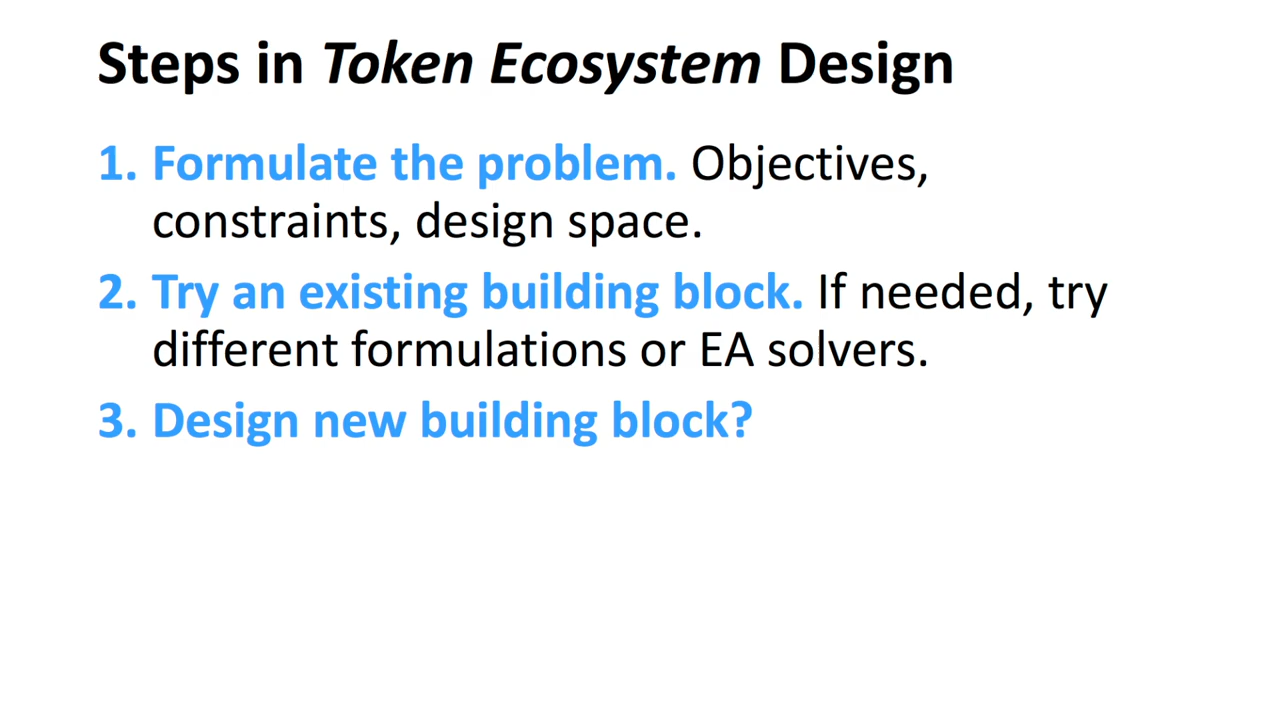 Steps in Token Ecosystem Design
1. Formulate the problem. Objectives,
constraints, design space.
2. Try an existing building block. If needed, try
different formulations or EA solvers.
3. Design new building block?